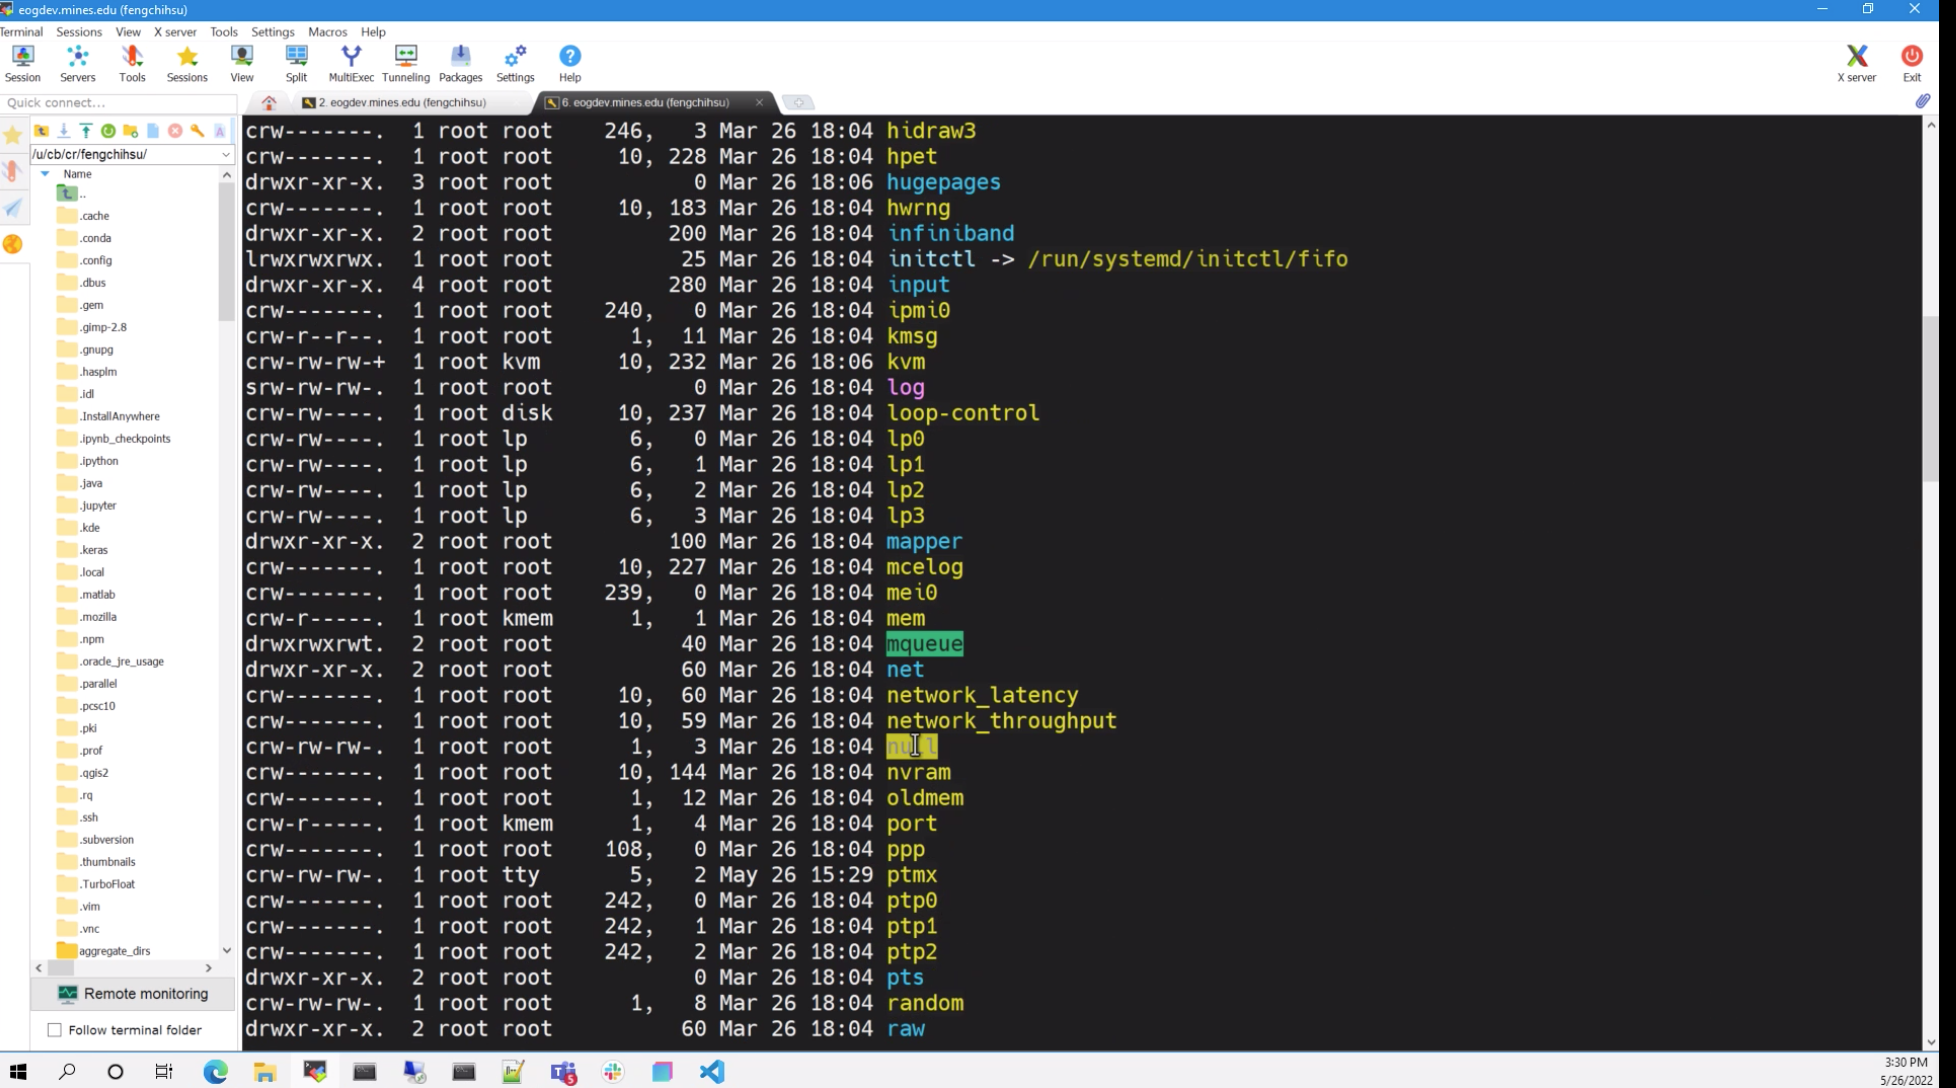 eogdev.mines.edu (fengchihsu)
Terminal Sessions View X server Tools Settings Macros Help
Session Servers Tools Sessions View Split MultiExec Tunneling Packages Settings Help X server Exit
Quick connect...
2. eogdev.mines.edu (fengchihsu)
6. eogdev.mines.edu (fengchihsu)
/u/cb/cr/fengchihsu/
Name
..
.cache
.conda
.config
.dbus
.gem
.gimp-2.8
.gnupg
.hasplm
.idl
.InstallAnywhere
.ipynb_checkpoints
.ipython
.java
.jupyter
.kde
.keras
.local
.matlab
.mozilla
.npm
.oracle_jre_usage
.parallel
.pcsc10
.pki
.prof
.qgis2
.rq
.ssh
.subversion
.thumbnails
.TurboFloat
.vim
.vnc
aggregate_dirs
Remote monitoring
Follow terminal folder
crw-------. 1 root root 246, 3 Mar 26 18:04 hidraw3
crw-------. 1 root root 10, 228 Mar 26 18:04 hpet
drwxr-xr-x. 3 root root 0 Mar 26 18:06 hugepages
crw-------. 1 root root 10, 183 Mar 26 18:04 hwrng
drwxr-xr-x. 2 root root 200 Mar 26 18:04 infiniband
lrwxrwxrwx. 1 root root 25 Mar 26 18:04 initctl -> /run/systemd/initctl/fifo
drwxr-xr-x. 4 root root 280 Mar 26 18:04 input
crw-------. 1 root root 240, 0 Mar 26 18:04 ipmi0
crw-r--r--. 1 root root 1, 11 Mar 26 18:04 kmsg
crw-rw-rw-+ 1 root kvm 10, 232 Mar 26 18:06 kvm
srw-rw-rw-. 1 root root 0 Mar 26 18:04 log
crw-rw----. 1 root disk 10, 237 Mar 26 18:04 loop-control
crw-rw----. 1 root lp 6, 0 Mar 26 18:04 lp0
crw-rw----. 1 root lp 6, 1 Mar 26 18:04 lp1
crw-rw----. 1 root lp 6, 2 Mar 26 18:04 lp2
crw-rw----. 1 root lp 6, 3 Mar 26 18:04 lp3
drwxr-xr-x. 2 root root 100 Mar 26 18:04 mapper
crw-------. 1 root root 10, 227 Mar 26 18:04 mcelog
crw-------. 1 root root 239, 0 Mar 26 18:04 mei0
crw-r-----. 1 root kmem 1, 1 Mar 26 18:04 mem
drwxrwxrwt. 2 root root 40 Mar 26 18:04 mqueue
drwxr-xr-x. 2 root root 60 Mar 26 18:04 net
crw-------. 1 root root 10, 60 Mar 26 18:04 network_latency
crw-------. 1 root root 10, 59 Mar 26 18:04 network_throughput
crw-rw-rw-. 1 root root 1, 3 Mar 26 18:04 null
crw-------. 1 root root 10, 144 Mar 26 18:04 nvram
crw-------. 1 root root 1, 12 Mar 26 18:04 oldmem
crw-r-----. 1 root kmem 1, 4 Mar 26 18:04 port
crw-------. 1 root root 108, 0 Mar 26 18:04 ppp
crw-rw-rw-. 1 root tty 5, 2 May 26 15:29 ptmx
crw-------. 1 root root 242, 0 Mar 26 18:04 ptp0
crw-------. 1 root root 242, 1 Mar 26 18:04 ptp1
crw-------. 1 root root 242, 2 Mar 26 18:04 ptp2
drwxr-xr-x. 2 root root 0 Mar 26 18:04 pts
crw-rw-rw-. 1 root root 1, 8 Mar 26 18:04 random
drwxr-xr-x. 2 root root 60 Mar 26 18:04 raw
5
3:30 PM
5/26/2022